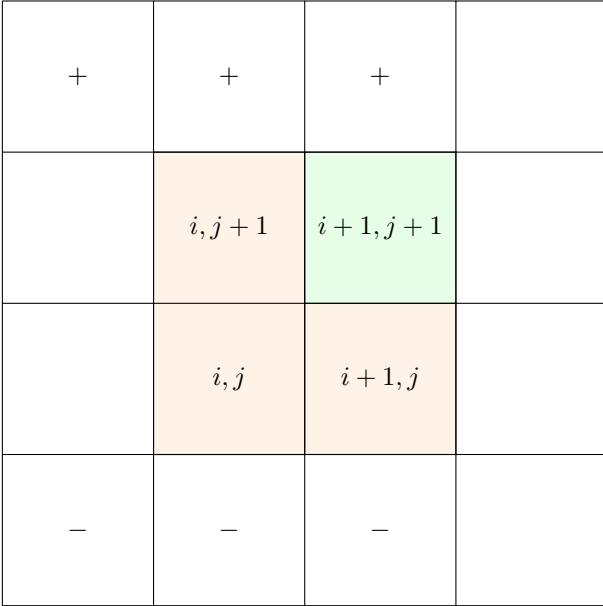 + + +
i, j + 1 i + 1, j + 1
i, j i + 1, j
− − −